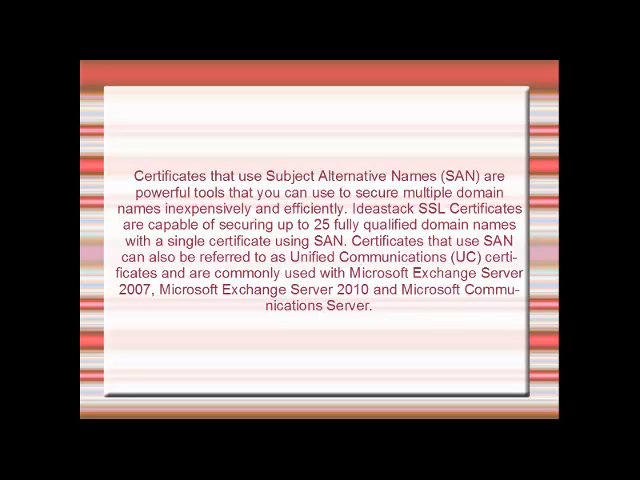 Certificates that use Subject Alternative Names (SAN) are
powerful tools that you can use to secure multiple domain
names inexpensively and efficiently. Ideastack SSL Certificates
are capable of securing up to 25 fully qualified domain names
with a single certificate using SAN. Certificates that use SAN
can also be referred to as Unified Communications (UC) certi-
ficates and are commonly used with Microsoft Exchange Server
2007, Microsoft Exchange Server 2010 and Microsoft Commu-
nications Server.